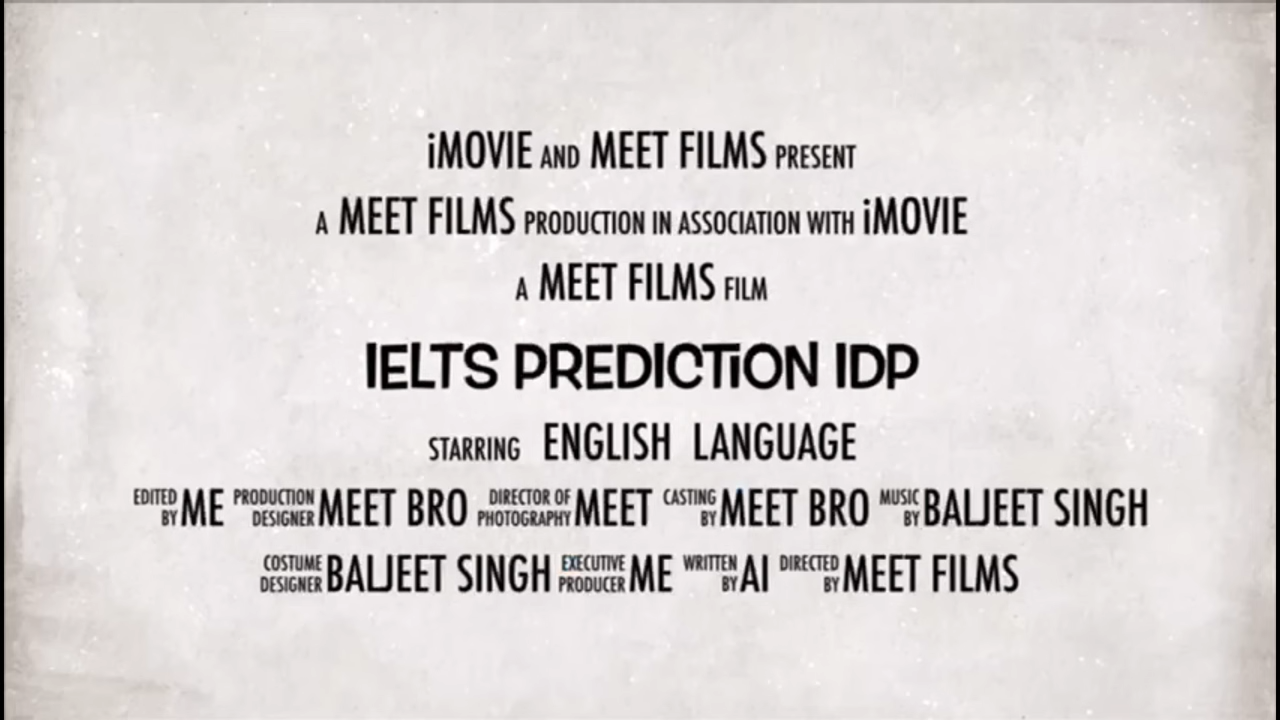 iMOVIE AND MEET FILMS PRESENT
A MEET FILMS PRODUCTION IN ASSOCIATION WITH iMOVIE
A MEET FILMS FILM
IELTS PREDICTiON IDP
STARRING ENGLISH LANGUAGE
EDITED BY ME PRODUCTION DESIGNER MEET BRO DIRECTOR OF PHOTOGRAPHY MEET CASTING BY MEET BRO MUSIC BY BALJEET SINGH
COSTUME DESIGNER BALJEET SINGH EXECUTIVE PRODUCER ME WRITTEN BY AI DIRECTED BY MEET FILMS